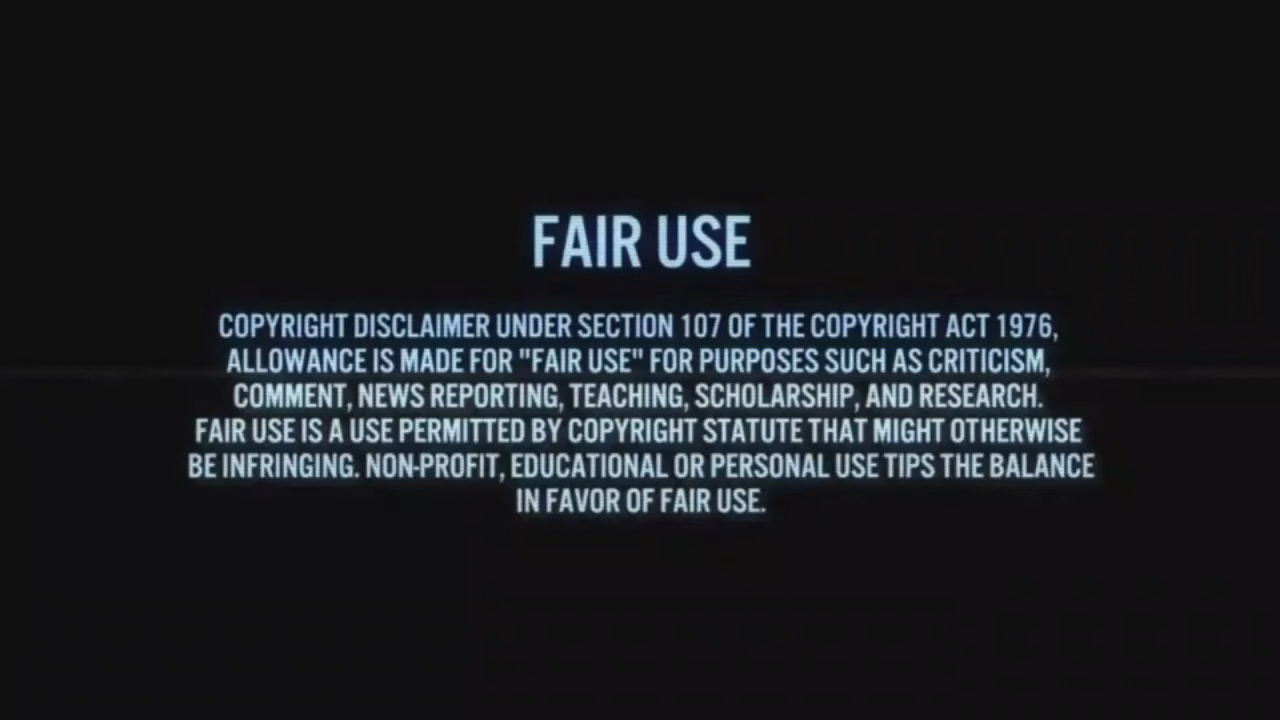 FAIR USE
COPYRIGHT DISCLAIMER UNDER SECTION 107 OF THE COPYRIGHT ACT 1976,
ALLOWANCE IS MADE FOR "FAIR USE" FOR PURPOSES SUCH AS CRITICISM,
COMMENT, NEWS REPORTING, TEACHING, SCHOLARSHIP, AND RESEARCH.
FAIR USE IS A USE PERMITTED BY COPYRIGHT STATUTE THAT MIGHT OTHERWISE
BE INFRINGING. NON-PROFIT, EDUCATIONAL OR PERSONAL USE TIPS THE BALANCE
IN FAVOR OF FAIR USE.